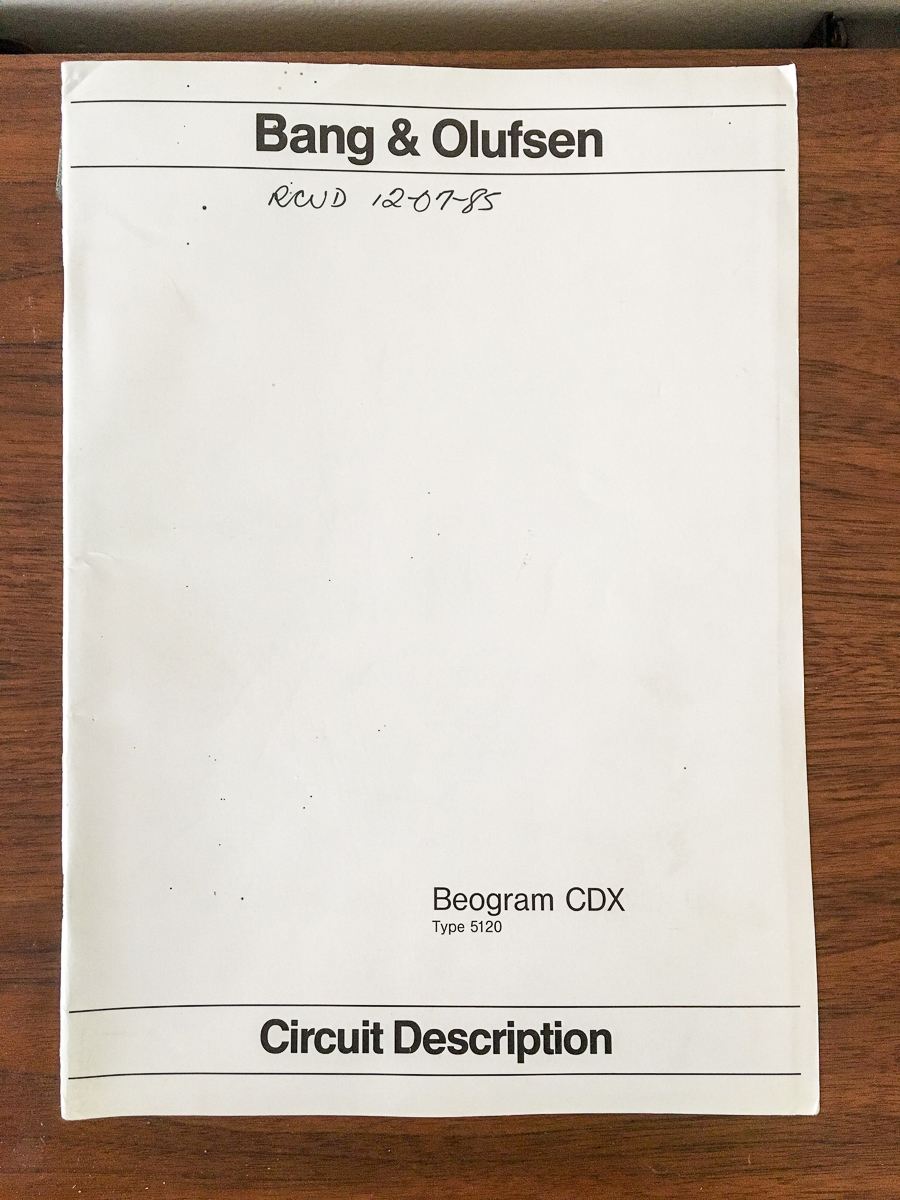 Bang & Olufsen
RCVD 12-07-85
Beogram CDX
Type 5120
Circuit Description